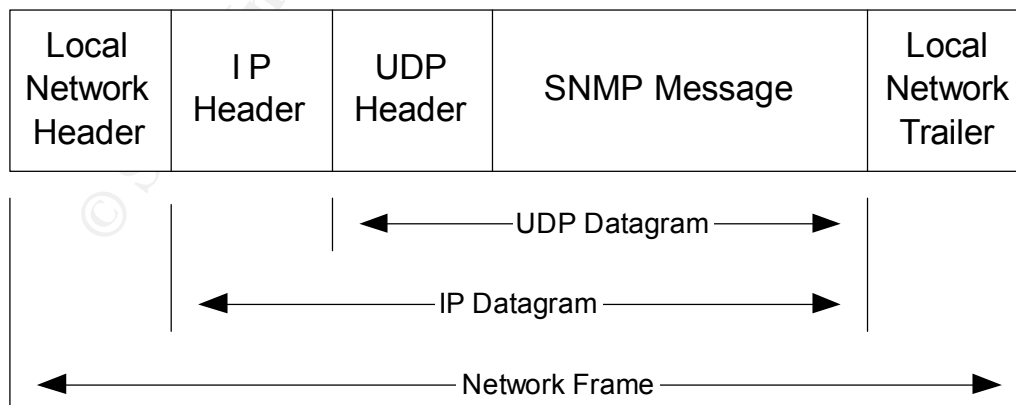 Local
Network
Header
I P
Header
UDP
Header
SNMP Message
Local
Network
Trailer
UDP Datagram
IP Datagram
Network Frame
©